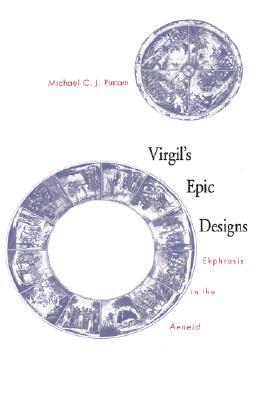 Michael C. J. Putnam
Virgil's
Epic
Designs
Ekphrasis
in the
Aeneid